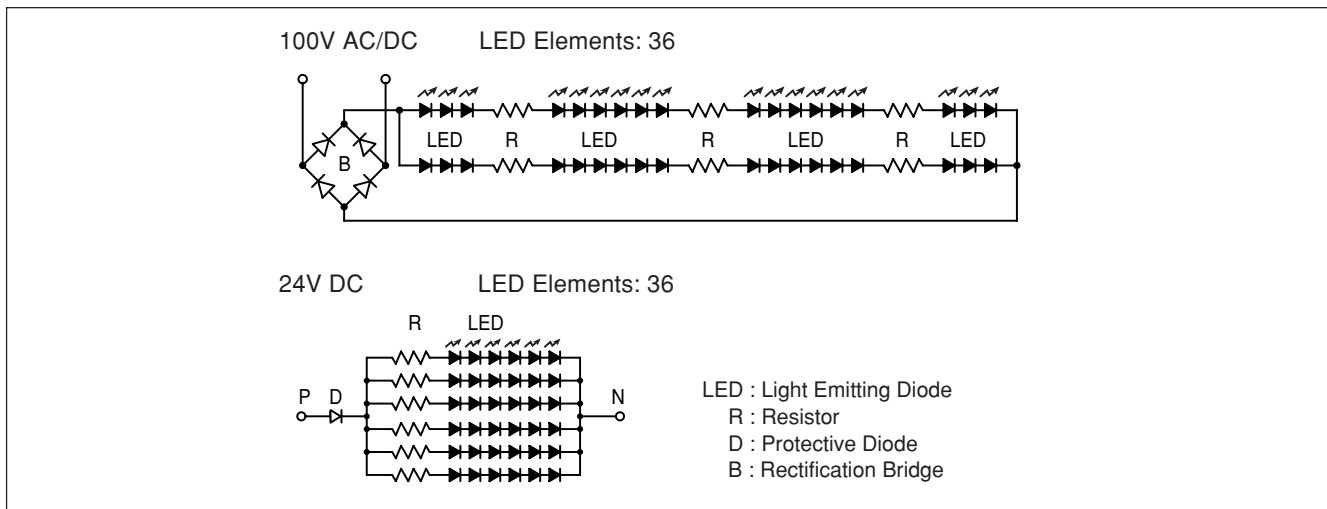 100V AC/DC LED Elements: 36
LED R LED R LED R LED
B
24V DC LED Elements: 36
R LED
P D N
LED : Light Emitting Diode
R : Resistor
D : Protective Diode
B : Rectification Bridge